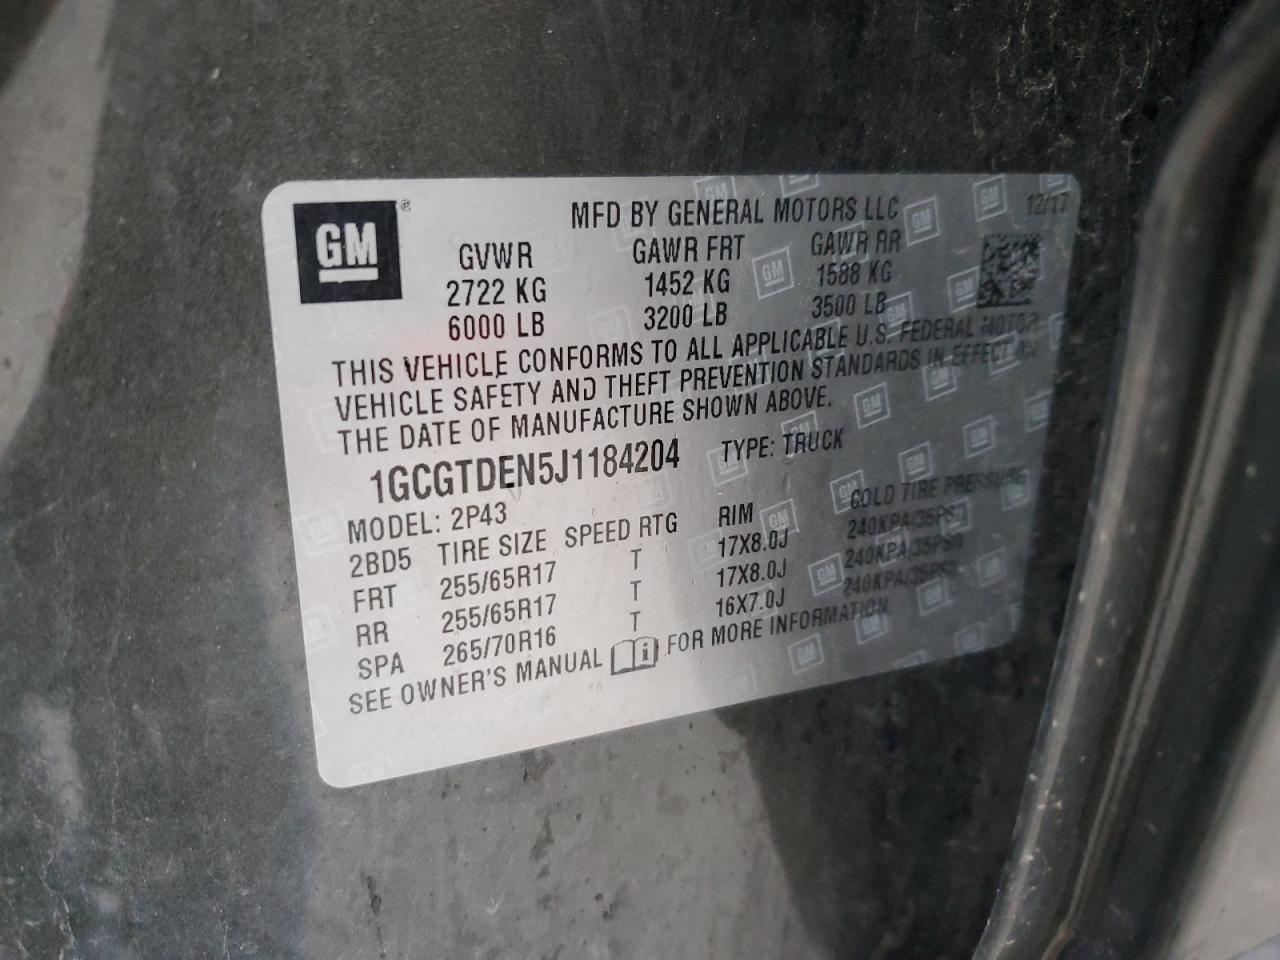 GM®
MFD BY GENERAL MOTORS LLC 12/17
GVWR GAWR FRT GAWR RR
2722 KG 1452 KG 1588 KG
6000 LB 3200 LB 3500 LB
THIS VEHICLE CONFORMS TO ALL APPLICABLE U.S. FEDERAL MOTOR
VEHICLE SAFETY AND THEFT PREVENTION STANDARDS IN EFFECT ON
THE DATE OF MANUFACTURE SHOWN ABOVE.
1GCGTDEN5J1184204 TYPE: TRUCK
MODEL: 2P43
2BD5 TIRE SIZE SPEED RTG RIM COLD TIRE PRESSURE
FRT 255/65R17 T 17X8.0J 240KPA(35PSI)
RR 255/65R17 T 17X8.0J 240KPA(35PSI)
SPA 265/70R16 T 16X7.0J 240KPA(35PSI)
SEE OWNER'S MANUAL i FOR MORE INFORMATION